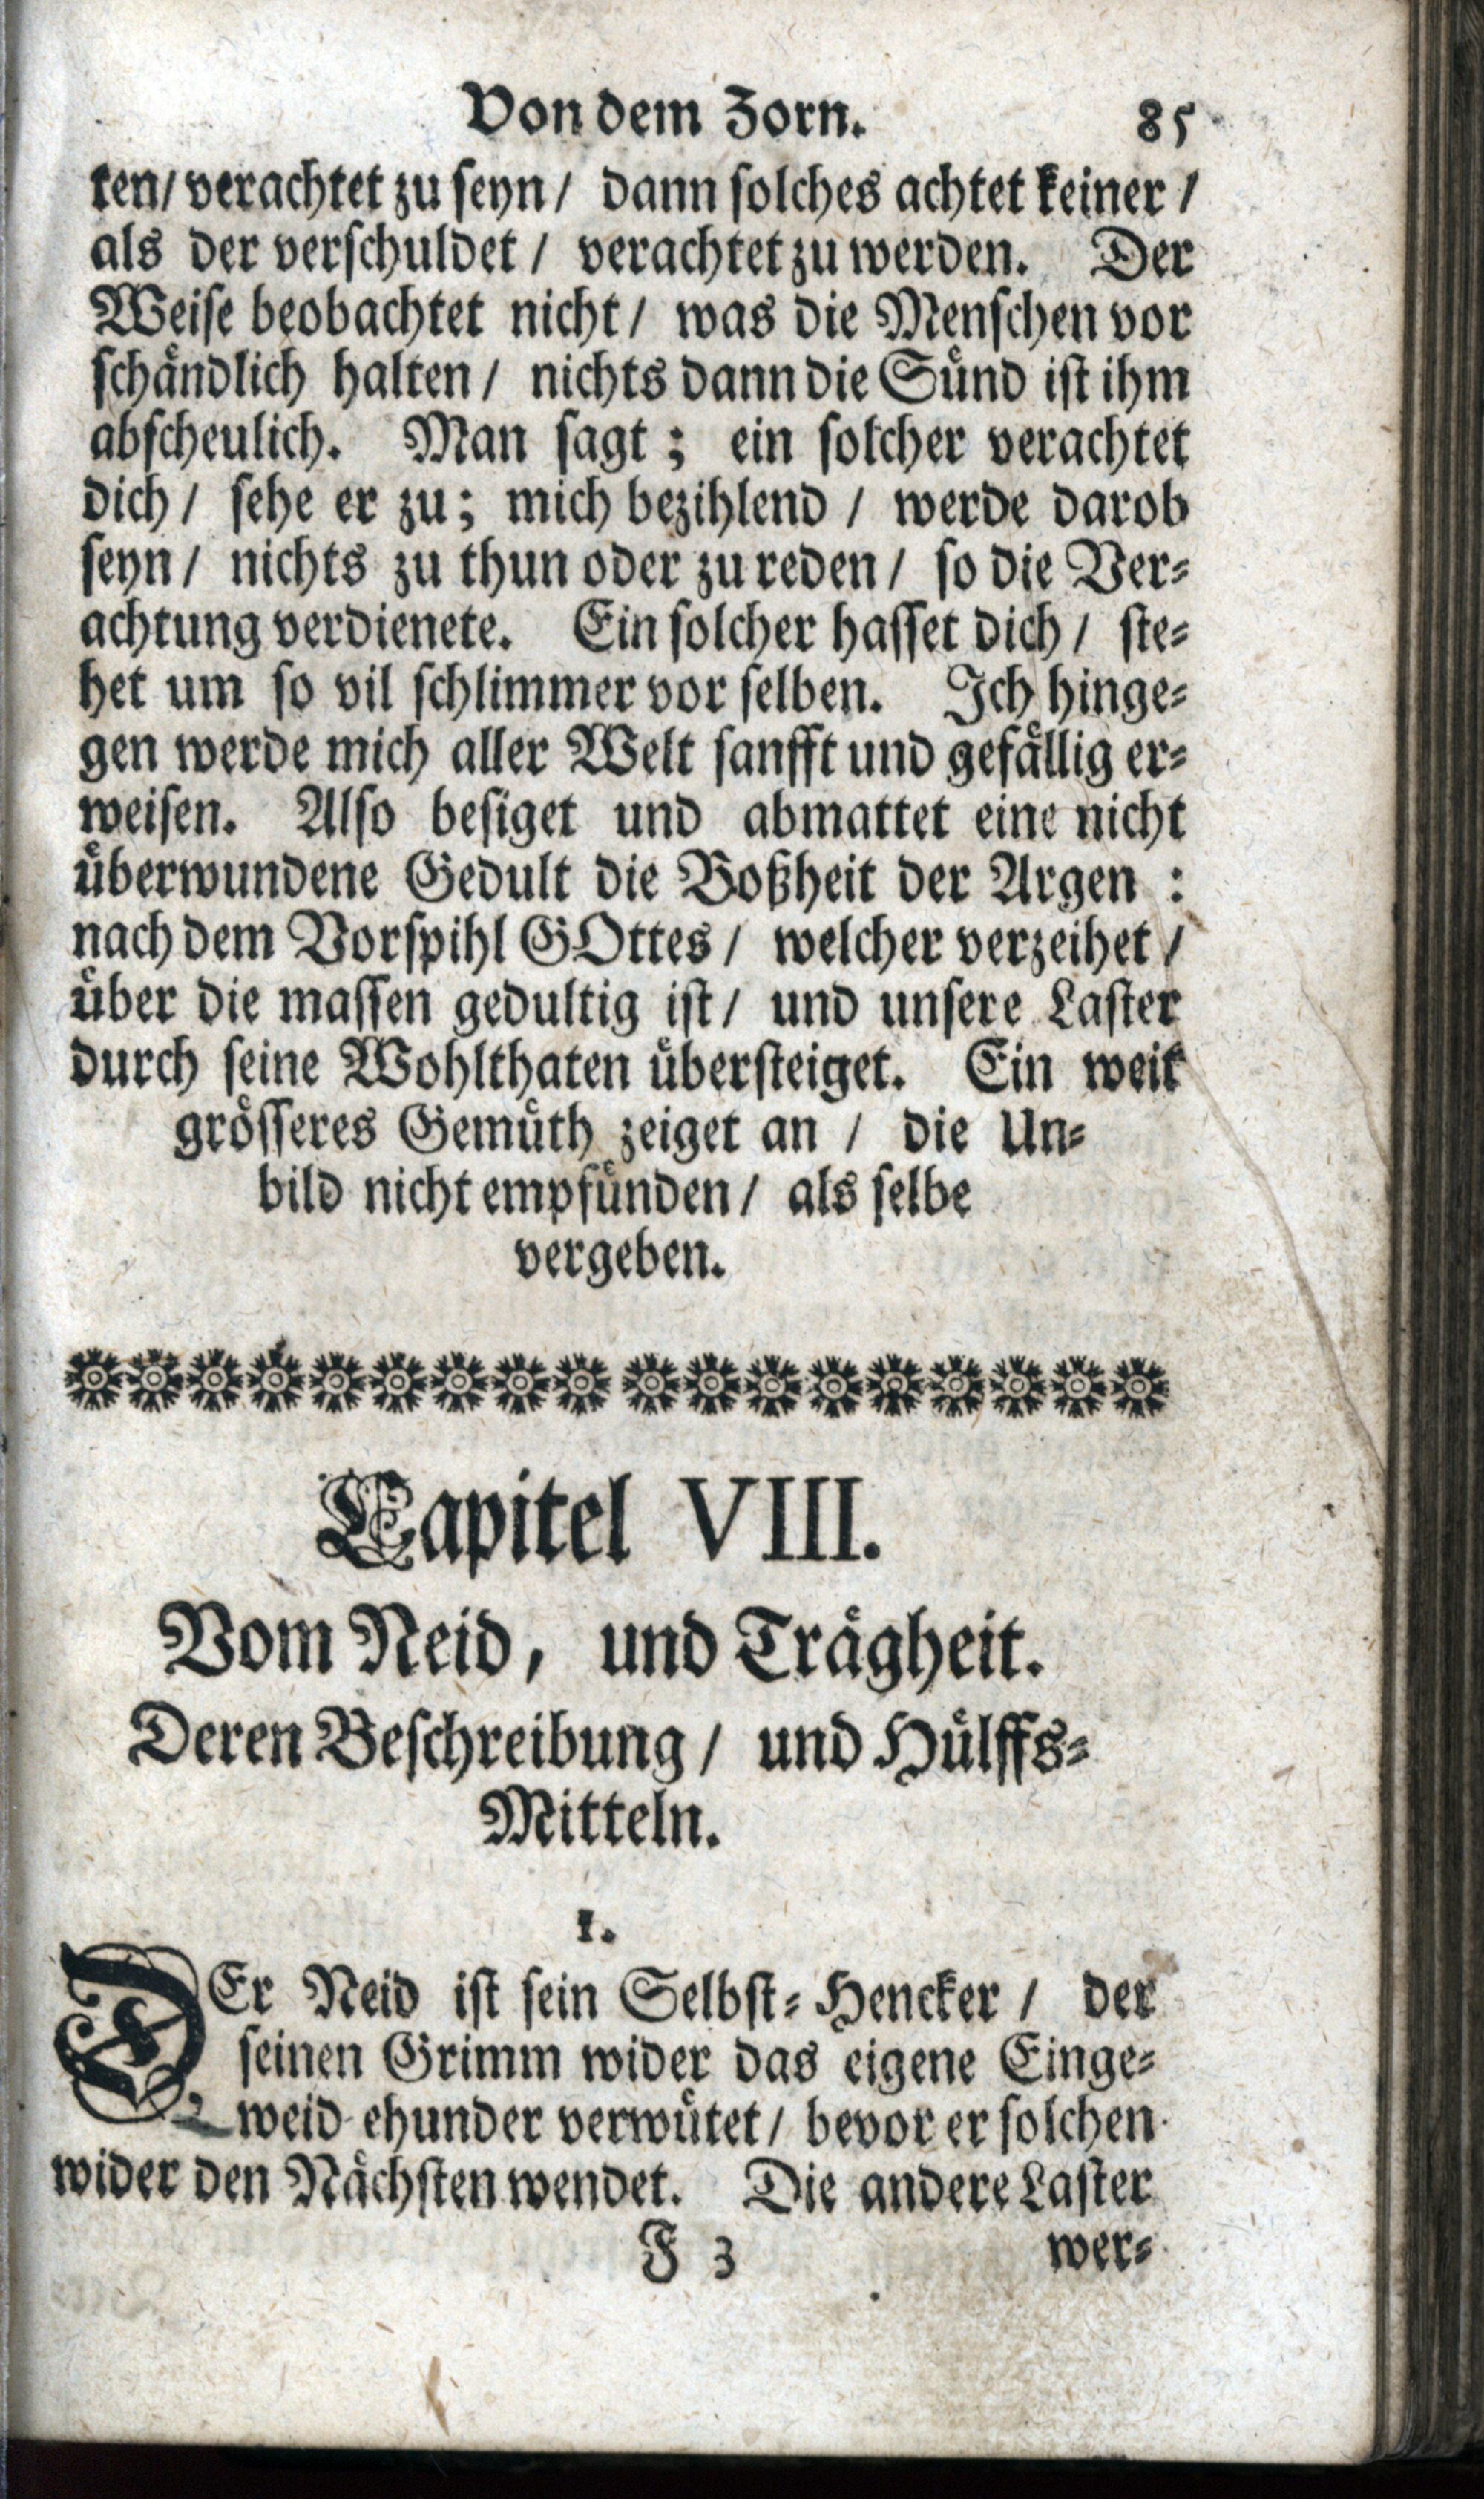 Von dem Zorn. 85
ten/ verachtet zu seyn/ dann solches achtet keiner/
als der verschuldet/ verachtet zu werden. Der
Weise beobachtet nicht/ was die Menschen vor
schändlich halten/ nichts dann die Sünd ist ihm
abscheulich. Man sagt; ein solcher verachtet
dich/ sehe er zu; mich bezihlend/ werde darob
seyn/ nichts zu thun oder zu reden/ so die Ver-
achtung verdienete. Ein solcher hasset dich/ ste-
het um so vil schlimmer vor selben. Ich hinge-
gen werde mich aller Welt sanfft und gefällig er-
weisen. Also besiget und abmattet eine nicht
überwundene Gedult die Boßheit der Argen:
nach dem Vorspihl GOttes/ welcher verzeihet/
über die massen gedultig ist/ und unsere Laster
durch seine Wohlthaten übersteiget. Ein weit
grösseres Gemüth zeiget an/ die Un-
bild nicht empfünden/ als selbe
vergeben.
Capitel VIII.
Vom Neid, und Trägheit.
Deren Beschreibung/ und Hülffs-
Mitteln.
1.
DEr Neid ist sein Selbst-Hencker/ der
seinen Grimm wider das eigene Einge-
weid ehunder verwütet/ bevor er solchen
wider den Nächsten wendet. Die andere Laster
F 3 wer-